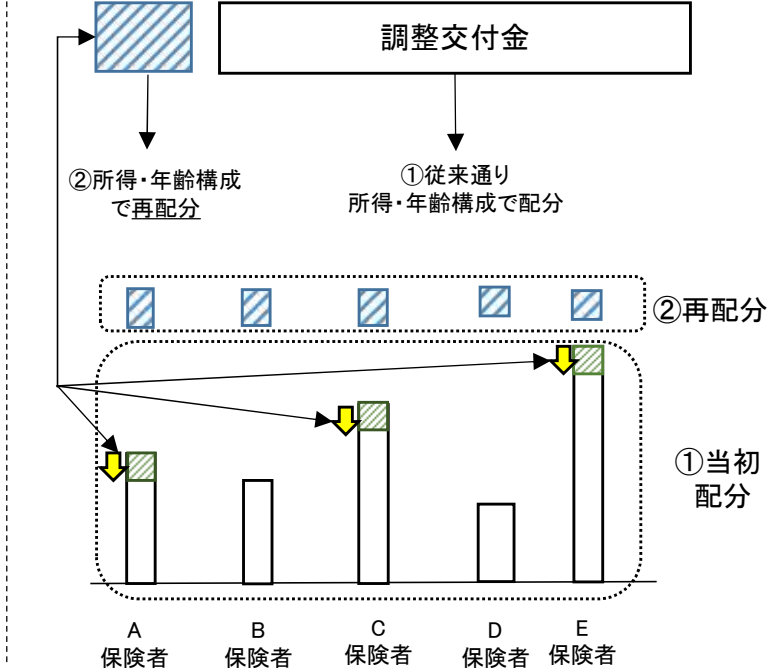 調整交付金
②所得・年齢構成
で再配分
①従来通り
所得・年齢構成で配分
②再配分
①当初
配分
A
保険者
B
保険者
C
保険者
D
保険者
E
保険者